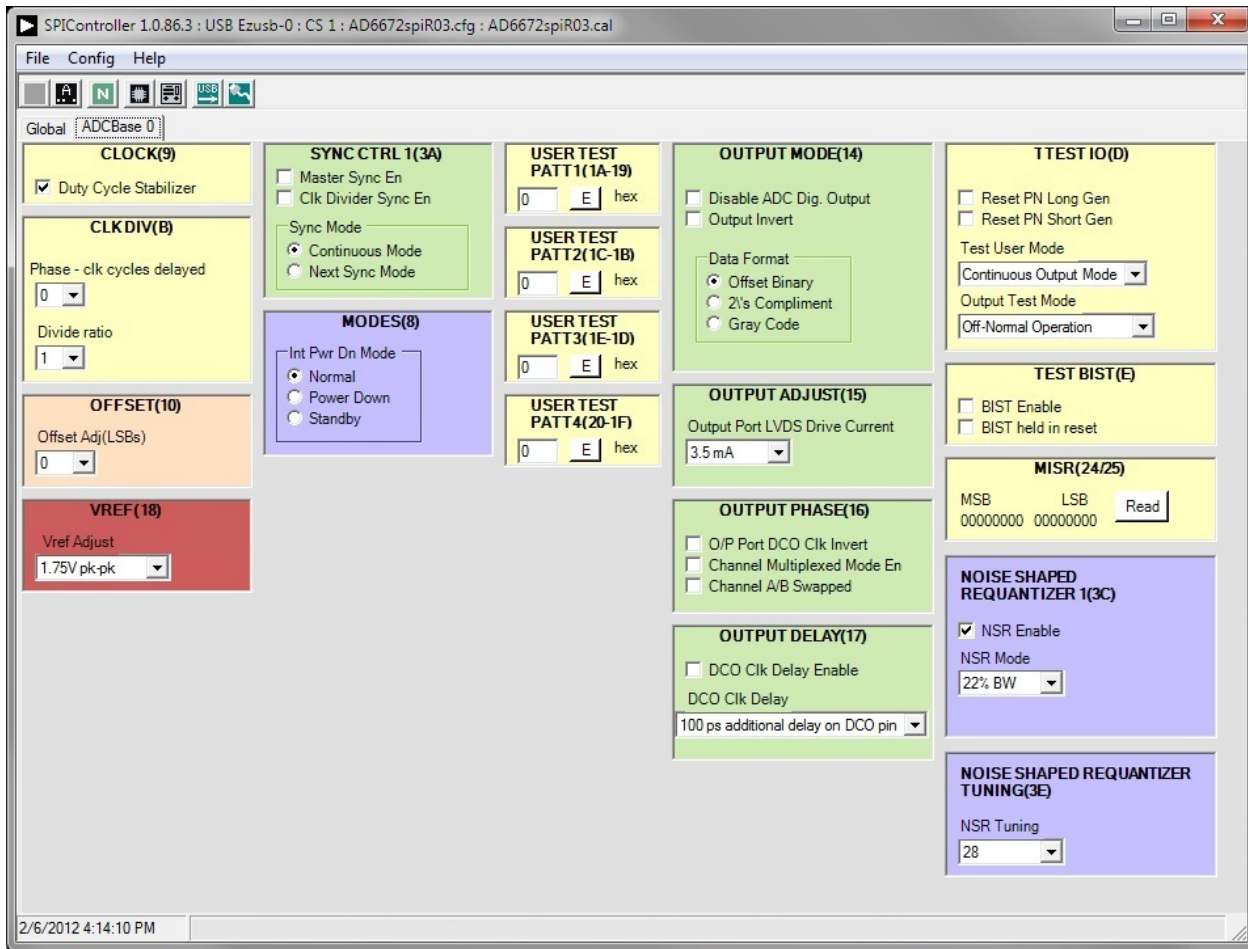 SPIController 1.0.86.3 : USB Ezusb-0 : CS 1 : AD6672spiR03.cfg : AD6672spiR03.cal
File Config Help
A N USB
Global ADCBase 0
CLOCK(9)
Duty Cycle Stabilizer
CLKDIV(B)
Phase - clk cycles delayed
0
Divide ratio
1
OFFSET(10)
Offset Adj(LSBs)
0
VREF(18)
Vref Adjust
1.75V pk-pk
SYNC CTRL 1(3A)
Master Sync En
Clk Divider Sync En
Sync Mode
Continuous Mode
Next Sync Mode
MODES(8)
Int Pwr Dn Mode
Normal
Power Down
Standby
USER TEST
PATT1(1A-19)
0 E hex
USER TEST
PATT2(1C-1B)
0 E hex
USER TEST
PATT3(1E-1D)
0 E hex
USER TEST
PATT4(20-1F)
0 E hex
OUTPUT MODE(14)
Disable ADC Dig. Output
Output Invert
Data Format
Offset Binary
2\'s Compliment
Gray Code
OUTPUT ADJUST(15)
Output Port LVDS Drive Current
3.5 mA
OUTPUT PHASE(16)
O/P Port DCO Clk Invert
Channel Multiplexed Mode En
Channel A/B Swapped
OUTPUT DELAY(17)
DCO Clk Delay Enable
DCO Clk Delay
100 ps additional delay on DCO pin
TTEST IO(D)
Reset PN Long Gen
Reset PN Short Gen
Test User Mode
Continuous Output Mode
Output Test Mode
Off-Normal Operation
TEST BIST(E)
BIST Enable
BIST held in reset
MISR(24/25)
MSB LSB
00000000 00000000 Read
NOISE SHAPED
REQUANTIZER 1(3C)
NSR Enable
NSR Mode
22% BW
NOISE SHAPED REQUANTIZER
TUNING(3E)
NSR Tuning
28
2/6/2012 4:14:10 PM